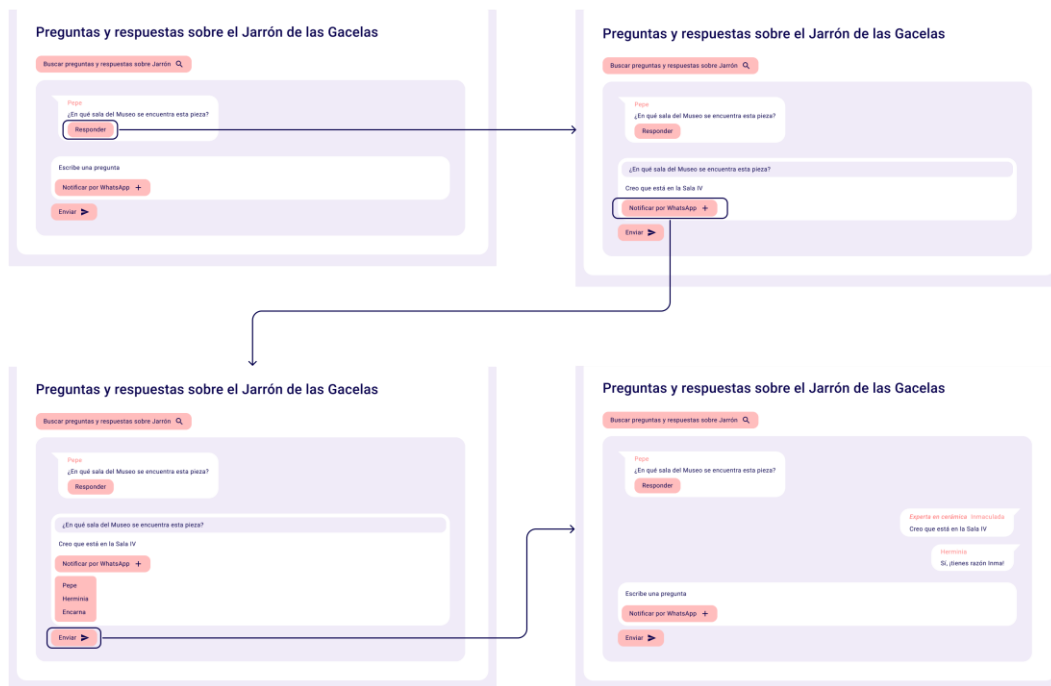 Preguntas y respuestas sobre el Jarrón de las Gacelas
Buscar preguntas y respuestas sobre Jarrón
Pepe
¿En qué sala del Museo se encuentra esta pieza?
Responder
Escribe una pregunta
Notificar por WhatsApp +
Enviar
Preguntas y respuestas sobre el Jarrón de las Gacelas
Buscar preguntas y respuestas sobre Jarrón
Pepe
¿En qué sala del Museo se encuentra esta pieza?
Responder
¿En qué sala del Museo se encuentra esta pieza?
Creo que está en la Sala IV
Notificar por WhatsApp +
Enviar
Preguntas y respuestas sobre el Jarrón de las Gacelas
Buscar preguntas y respuestas sobre Jarrón
Pepe
¿En qué sala del Museo se encuentra esta pieza?
Responder
¿En qué sala del Museo se encuentra esta pieza?
Creo que está en la Sala IV
Notificar por WhatsApp +
Pepe
Herminia
Encarna
Enviar
Preguntas y respuestas sobre el Jarrón de las Gacelas
Buscar preguntas y respuestas sobre Jarrón
Pepe
¿En qué sala del Museo se encuentra esta pieza?
Responder
Experta en cerámica Inmaculada
Creo que está en la Sala IV
Herminia
Sí, ¡tienes razón Inma!
Escribe una pregunta
Notificar por WhatsApp +
Enviar